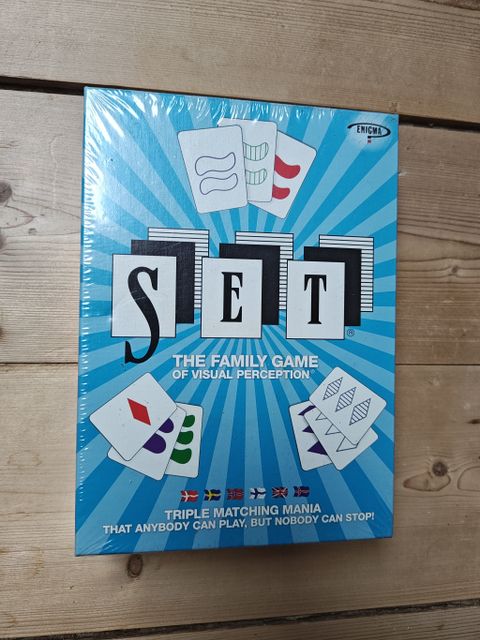 ENIGMA
SET®
THE FAMILY GAME
OF VISUAL PERCEPTION®
TRIPLE MATCHING MANIA
THAT ANYBODY CAN PLAY, BUT NOBODY CAN STOP!